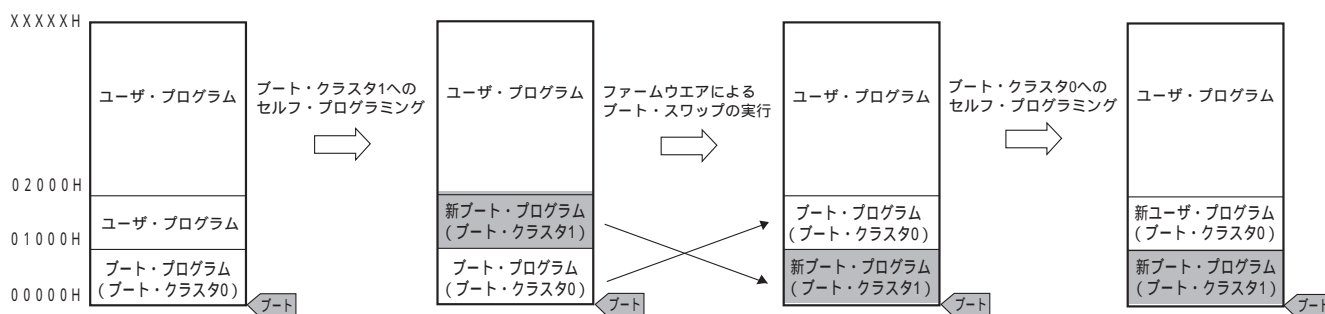 XXXXXH
02000H
01000H
00000H
ユーザ・プログラム
ユーザ・プログラム
ブート・プログラム
(ブート・クラスタ0)
ブート
ブート・クラスタ1への
セルフ・プログラミング
ユーザ・プログラム
新ブート・プログラム
(ブート・クラスタ1)
ブート・プログラム
(ブート・クラスタ0)
ブート
ファームウエアによる
ブート・スワップの実行
ユーザ・プログラム
ブート・プログラム
(ブート・クラスタ0)
新ブート・プログラム
(ブート・クラスタ1)
ブート
ブート・クラスタ0への
セルフ・プログラミング
ユーザ・プログラム
新ユーザ・プログラム
(ブート・クラスタ0)
新ブート・プログラム
(ブート・クラスタ1)
ブート